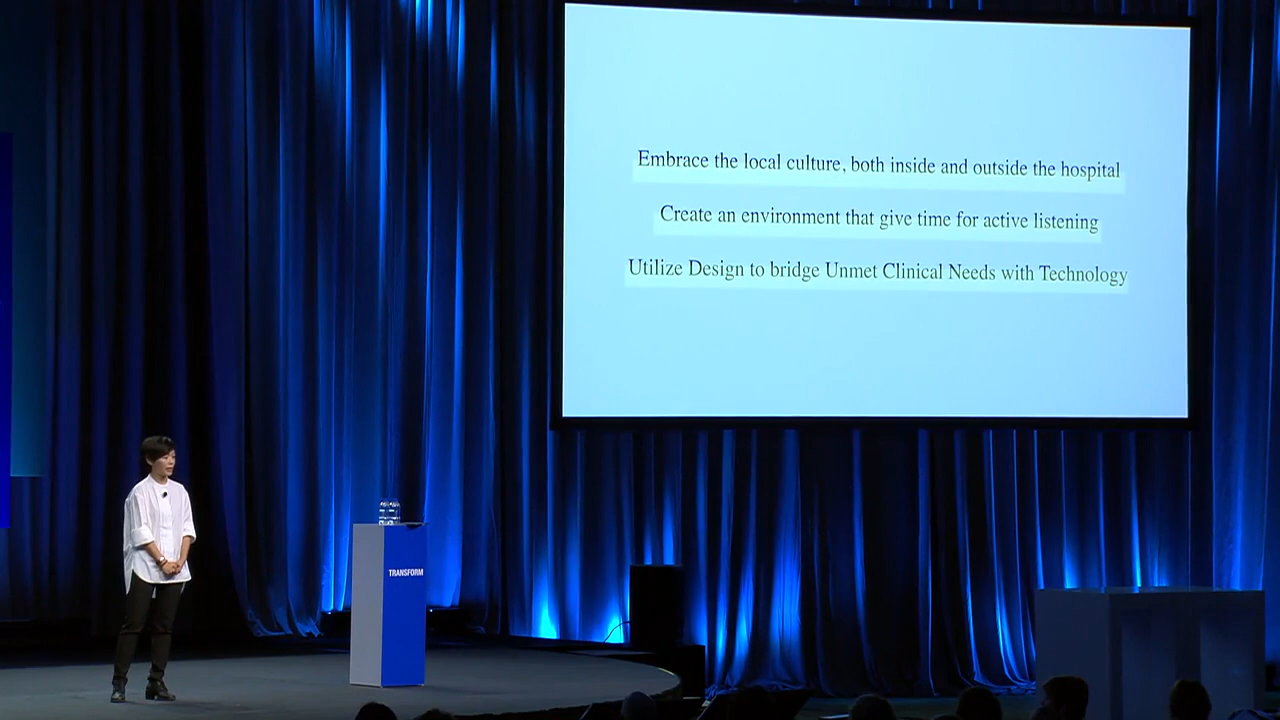 Embrace the local culture, both inside and outside the hospital
Create an environment that give time for active listening
Utilize Design to bridge Unmet Clinical Needs with Technology
TRANSFORM